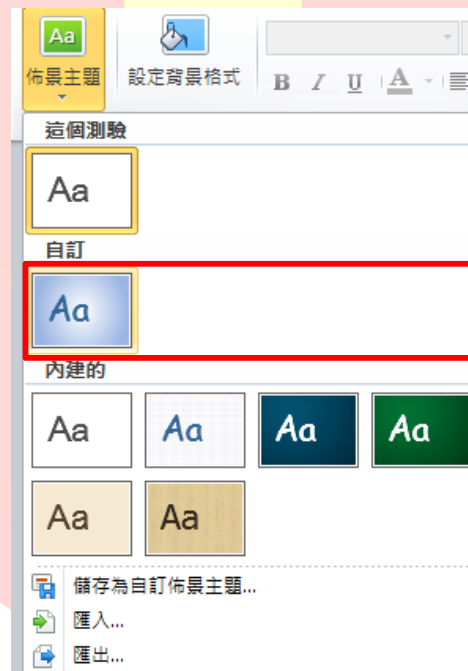 Aa
佈景主題
設定背景格式
B I U A
這個測驗
Aa
自訂
Aa
內建的
Aa Aa Aa Aa
Aa Aa
儲存為自訂佈景主題...
匯入...
匯出...